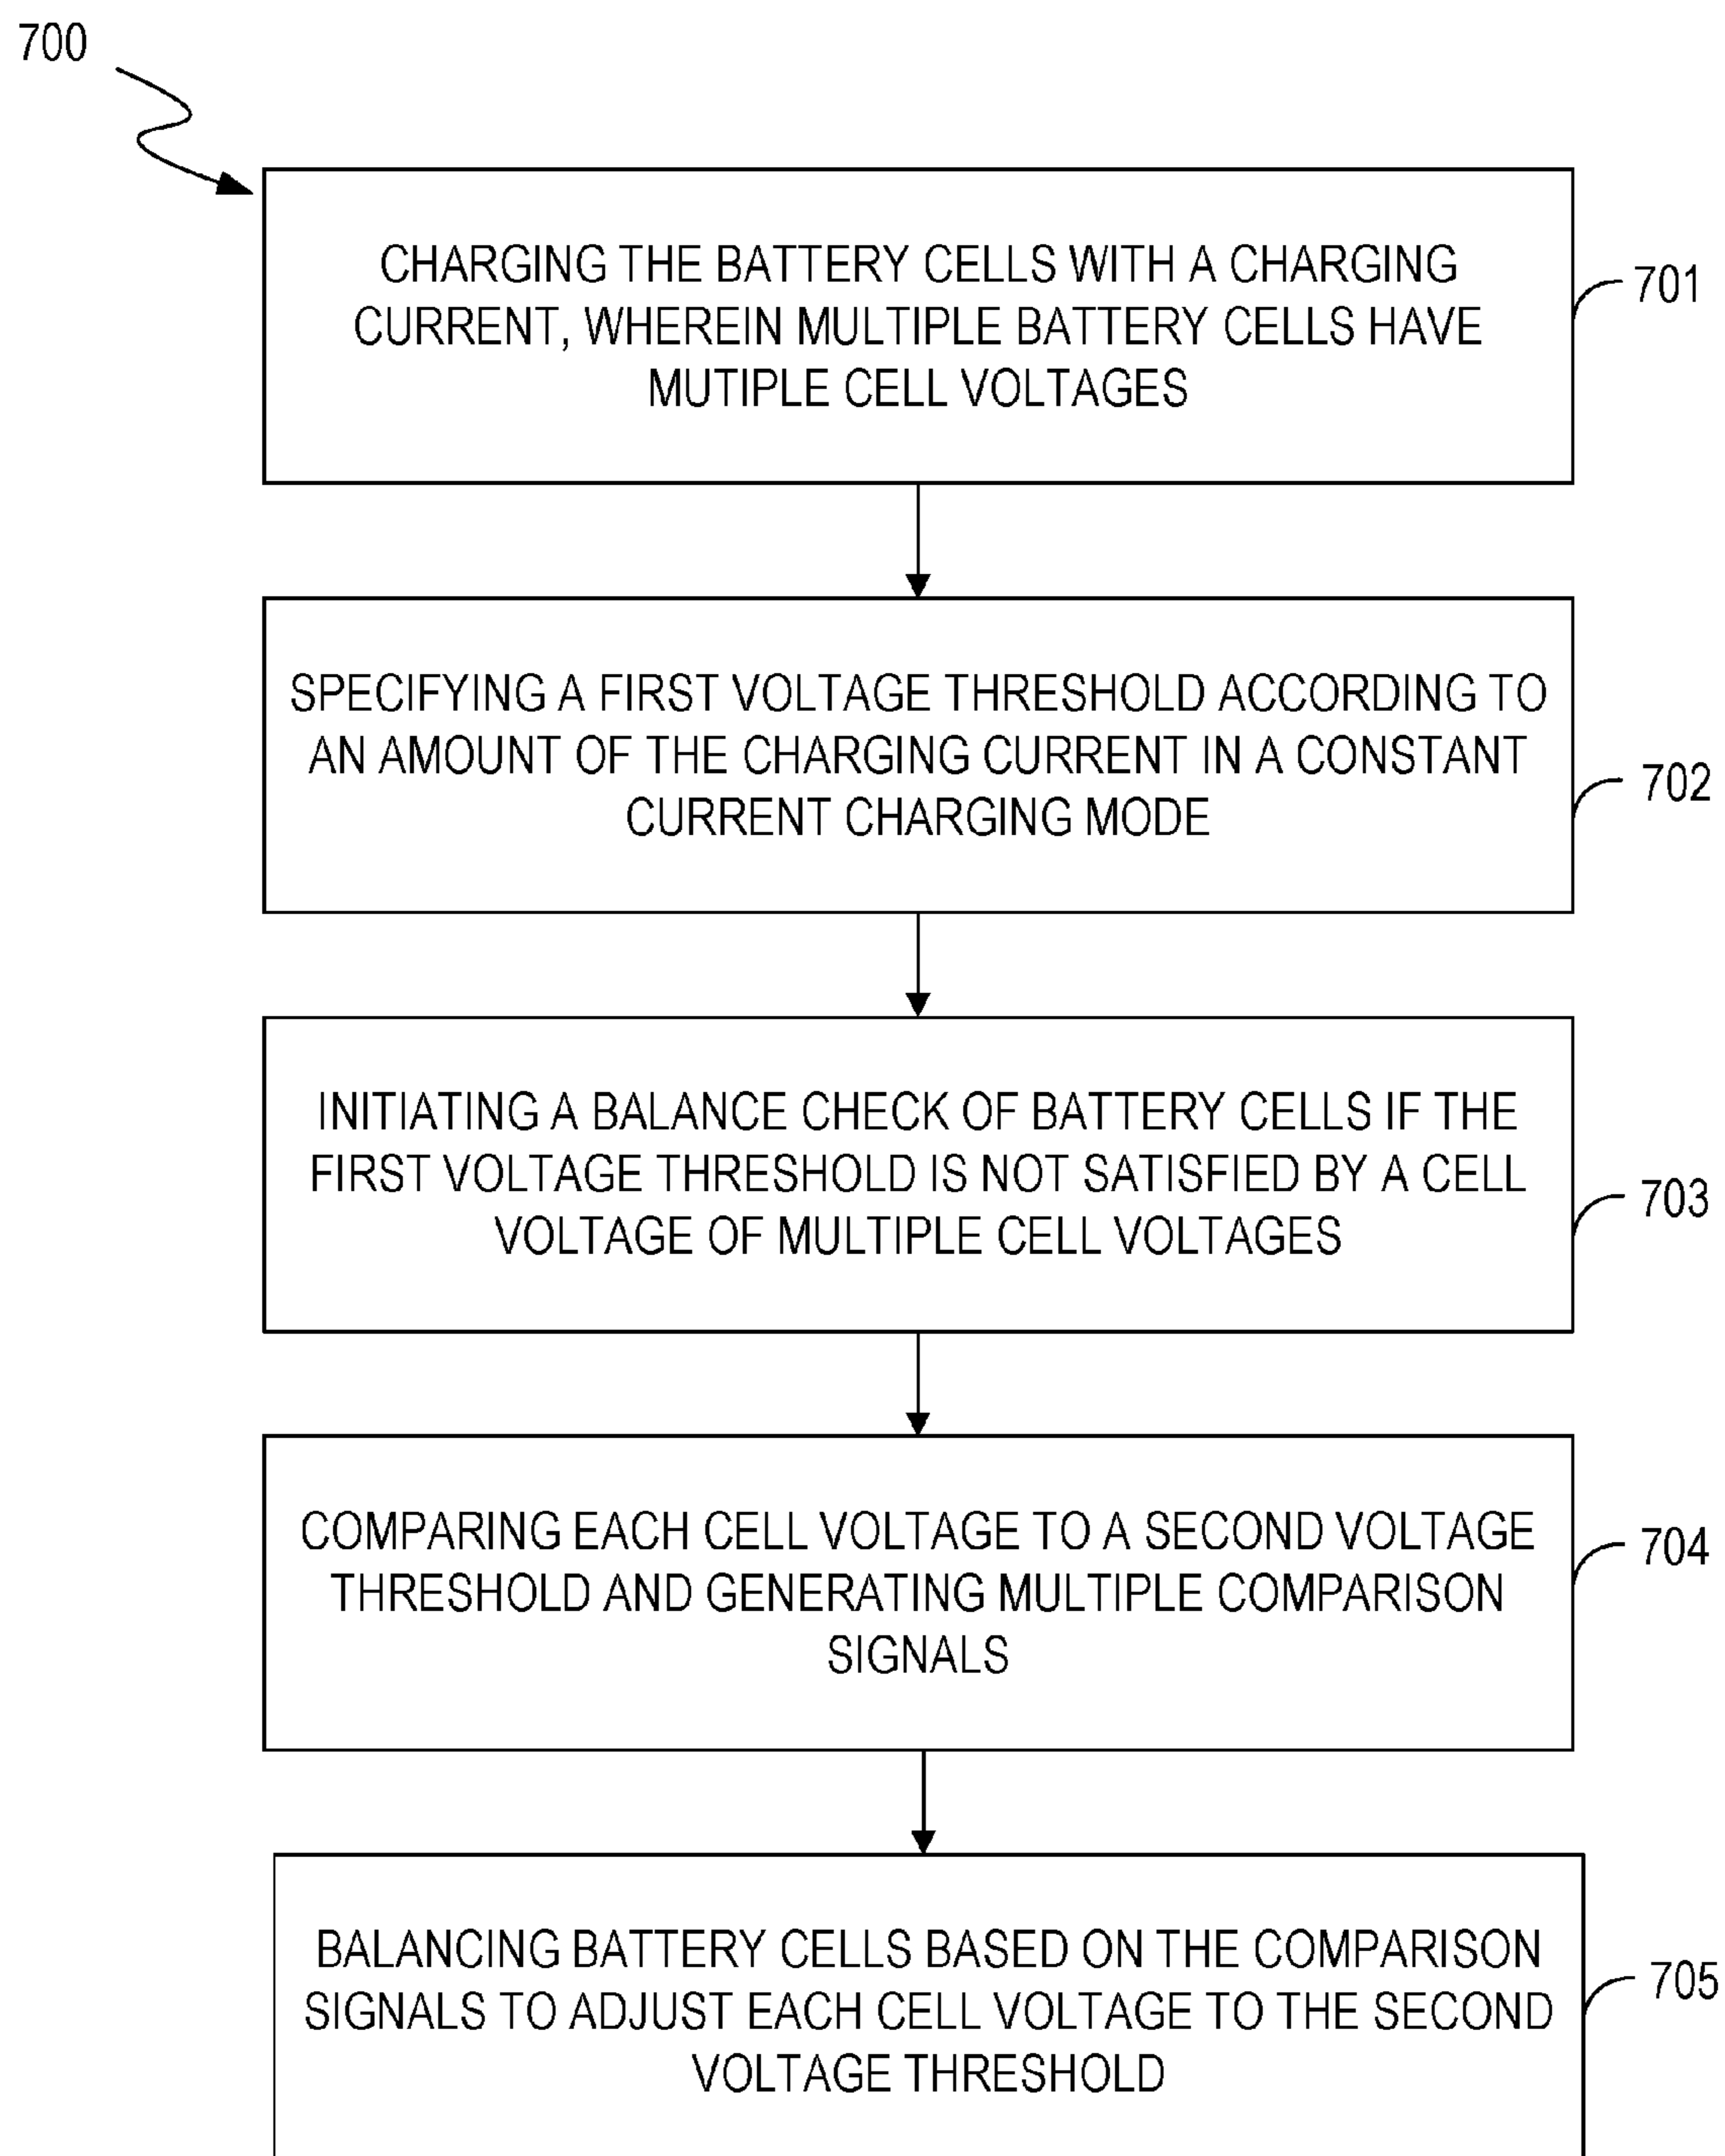 700
CHARGING THE BATTERY CELLS WITH A CHARGING
CURRENT, WHEREIN MULTIPLE BATTERY CELLS HAVE
MUTIPLE CELL VOLTAGES
701
SPECIFYING A FIRST VOLTAGE THRESHOLD ACCORDING TO
AN AMOUNT OF THE CHARGING CURRENT IN A CONSTANT
CURRENT CHARGING MODE
702
INITIATING A BALANCE CHECK OF BATTERY CELLS IF THE
FIRST VOLTAGE THRESHOLD IS NOT SATISFIED BY A CELL
VOLTAGE OF MULTIPLE CELL VOLTAGES
703
COMPARING EACH CELL VOLTAGE TO A SECOND VOLTAGE
THRESHOLD AND GENERATING MULTIPLE COMPARISON
SIGNALS
704
BALANCING BATTERY CELLS BASED ON THE COMPARISON
SIGNALS TO ADJUST EACH CELL VOLTAGE TO THE SECOND
VOLTAGE THRESHOLD
705